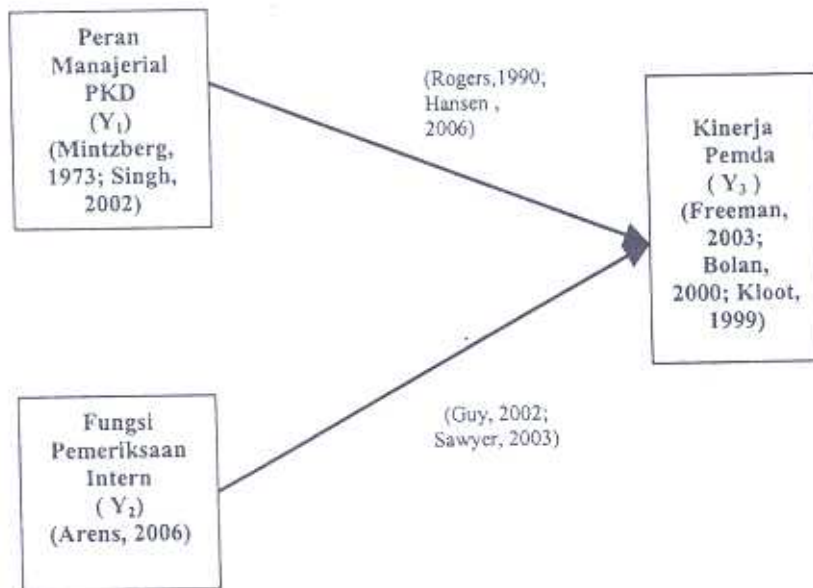 Peran
Manajerial
PKD
(Y₁)
(Mintzberg,
1973; Singh,
2002)
(Rogers,1990;
Hansen ,
2006)
Kinerja
Pemda
( Y₃ )
(Freeman,
2003;
Bolan,
2000; Kloot,
1999)
Fungsi
Pemeriksaan
Intern
( Y₂)
(Arens, 2006)
(Guy, 2002;
Sawyer, 2003)